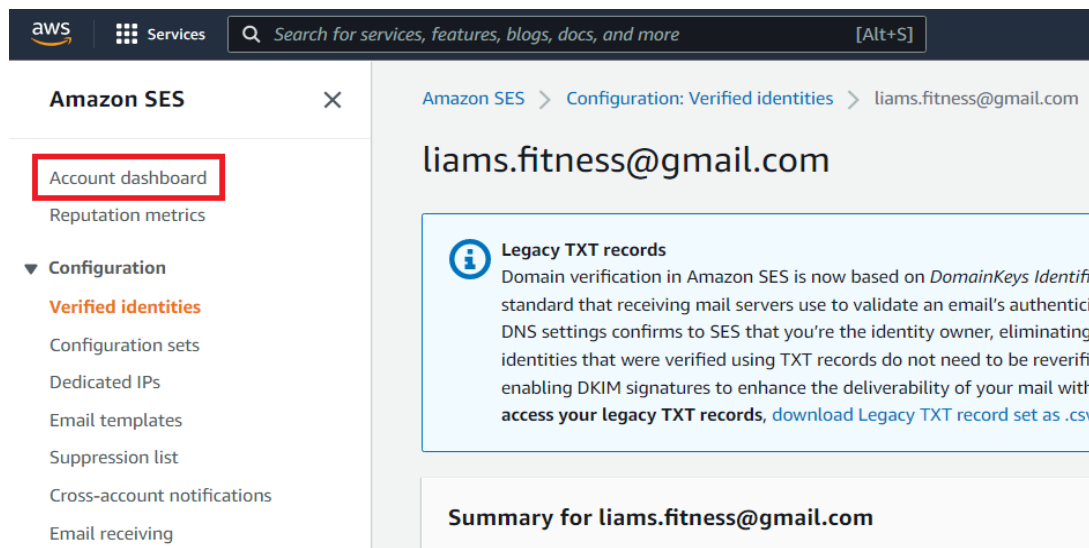 aws Services Search for services, features, blogs, docs, and more [Alt+S]
Amazon SES
Account dashboard
Reputation metrics
Configuration
Verified identities
Configuration sets
Dedicated IPs
Email templates
Suppression list
Cross-account notifications
Email receiving
Amazon SES > Configuration: Verified identities > liams.fitness@gmail.com
liams.fitness@gmail.com
Legacy TXT records
Domain verification in Amazon SES is now based on DomainKeys
standard that receiving mail servers use to validate an email's
DNS settings confirms to SES that you're the identity owner, eliminating
identities that were verified using TXT records do not need to be
enabling DKIM signatures to enhance the deliverability of your mail
access your legacy TXT records, download Legacy TXT record set as
Summary for liams.fitness@gmail.com